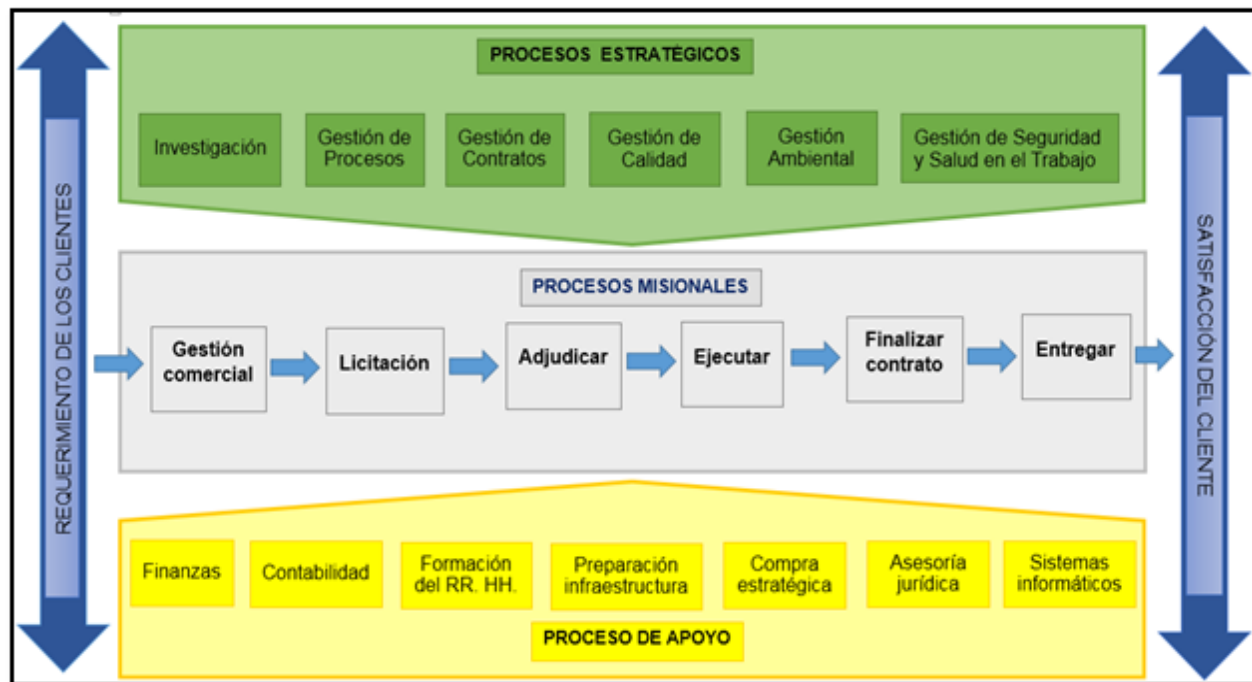 REQUERIMIENTO DE LOS CLIENTES
PROCESOS ESTRATÉGICOS
Investigación
Gestión de
Procesos
Gestión de
Contratos
Gestión de
Calidad
Gestión
Ambiental
Gestión de Seguridad
y Salud en el Trabajo
PROCESOS MISIONALES
Gestión
comercial
Licitación
Adjudicar
Ejecutar
Finalizar
contrato
Entregar
Finanzas
Contabilidad
Formación
del RR. HH.
Preparación
infraestructura
Compra
estratégica
Asesoría
jurídica
Sistemas
informáticos
PROCESO DE APOYO
SATISFACCIÓN DEL CLIENTE